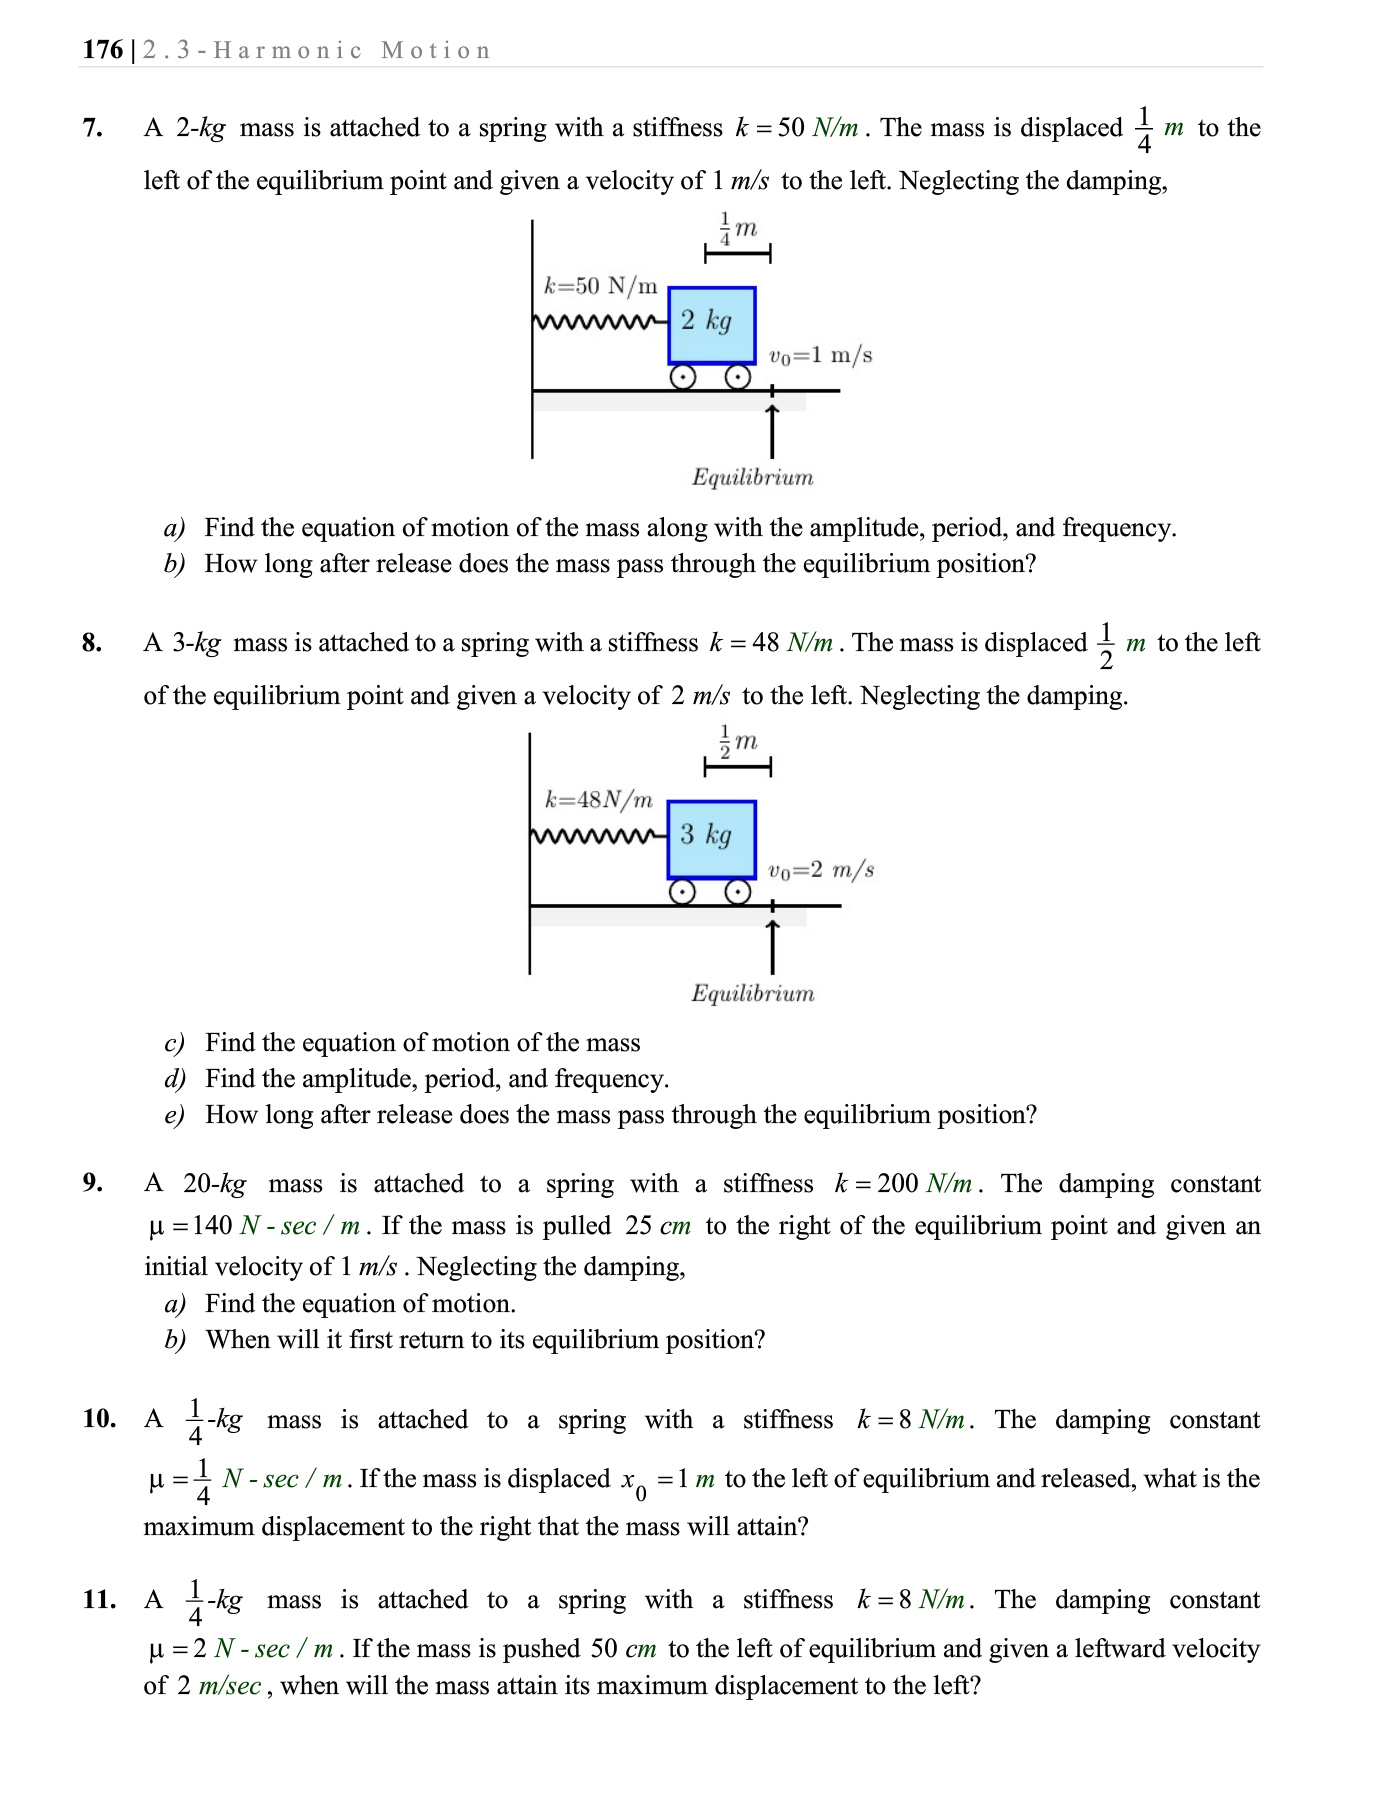 176 | 2.3 - Harmonic Motion
7. A 2-kg mass is attached to a spring with a stiffness k = 50 N/m . The mass is displaced 1/4 m to the
left of the equilibrium point and given a velocity of 1 m/s to the left. Neglecting the damping,
1/4 m
k=50 N/m
2 kg
v₀=1 m/s
Equilibrium
a) Find the equation of motion of the mass along with the amplitude, period, and frequency.
b) How long after release does the mass pass through the equilibrium position?
8. A 3-kg mass is attached to a spring with a stiffness k = 48 N/m . The mass is displaced 1/2 m to the left
of the equilibrium point and given a velocity of 2 m/s to the left. Neglecting the damping.
1/2 m
k=48N/m
3 kg
v₀=2 m/s
Equilibrium
c) Find the equation of motion of the mass
d) Find the amplitude, period, and frequency.
e) How long after release does the mass pass through the equilibrium position?
9. A 20-kg mass is attached to a spring with a stiffness k = 200 N/m . The damping constant
μ = 140 N - sec / m . If the mass is pulled 25 cm to the right of the equilibrium point and given an
initial velocity of 1 m/s . Neglecting the damping,
a) Find the equation of motion.
b) When will it first return to its equilibrium position?
10. A 1/4-kg mass is attached to a spring with a stiffness k = 8 N/m . The damping constant
μ = 1/4 N - sec / m . If the mass is displaced x₀ = 1 m to the left of equilibrium and released, what is the
maximum displacement to the right that the mass will attain?
11. A 1/4-kg mass is attached to a spring with a stiffness k = 8 N/m . The damping constant
μ = 2 N - sec / m . If the mass is pushed 50 cm to the left of equilibrium and given a leftward velocity
of 2 m/sec , when will the mass attain its maximum displacement to the left?